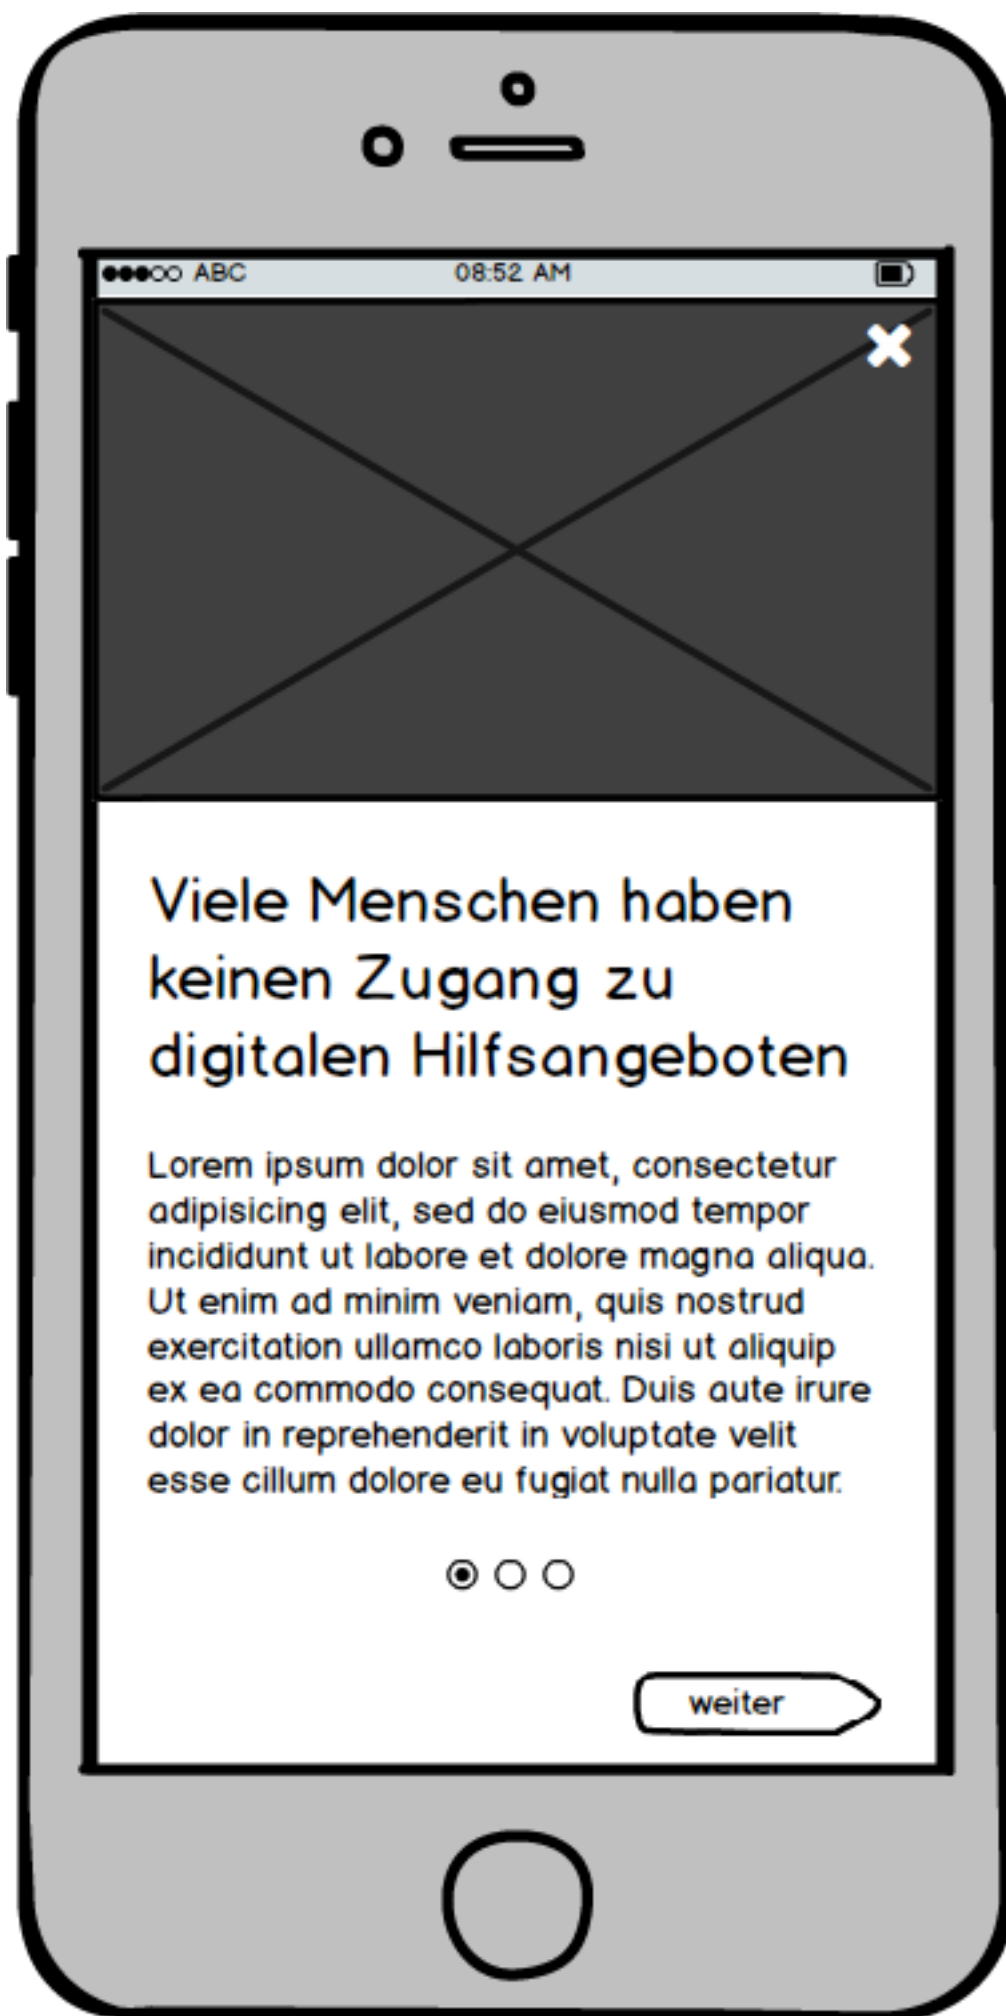 ABC 08:52 AM
Viele Menschen haben
keinen Zugang zu
digitalen Hilfsangeboten
Lorem ipsum dolor sit amet, consectetur
adipisicing elit, sed do eiusmod tempor
incididunt ut labore et dolore magna aliqua.
Ut enim ad minim veniam, quis nostrud
exercitation ullamco laboris nisi ut aliquip
ex ea commodo consequat. Duis aute irure
dolor in reprehenderit in voluptate velit
esse cillum dolore eu fugiat nulla pariatur.
weiter